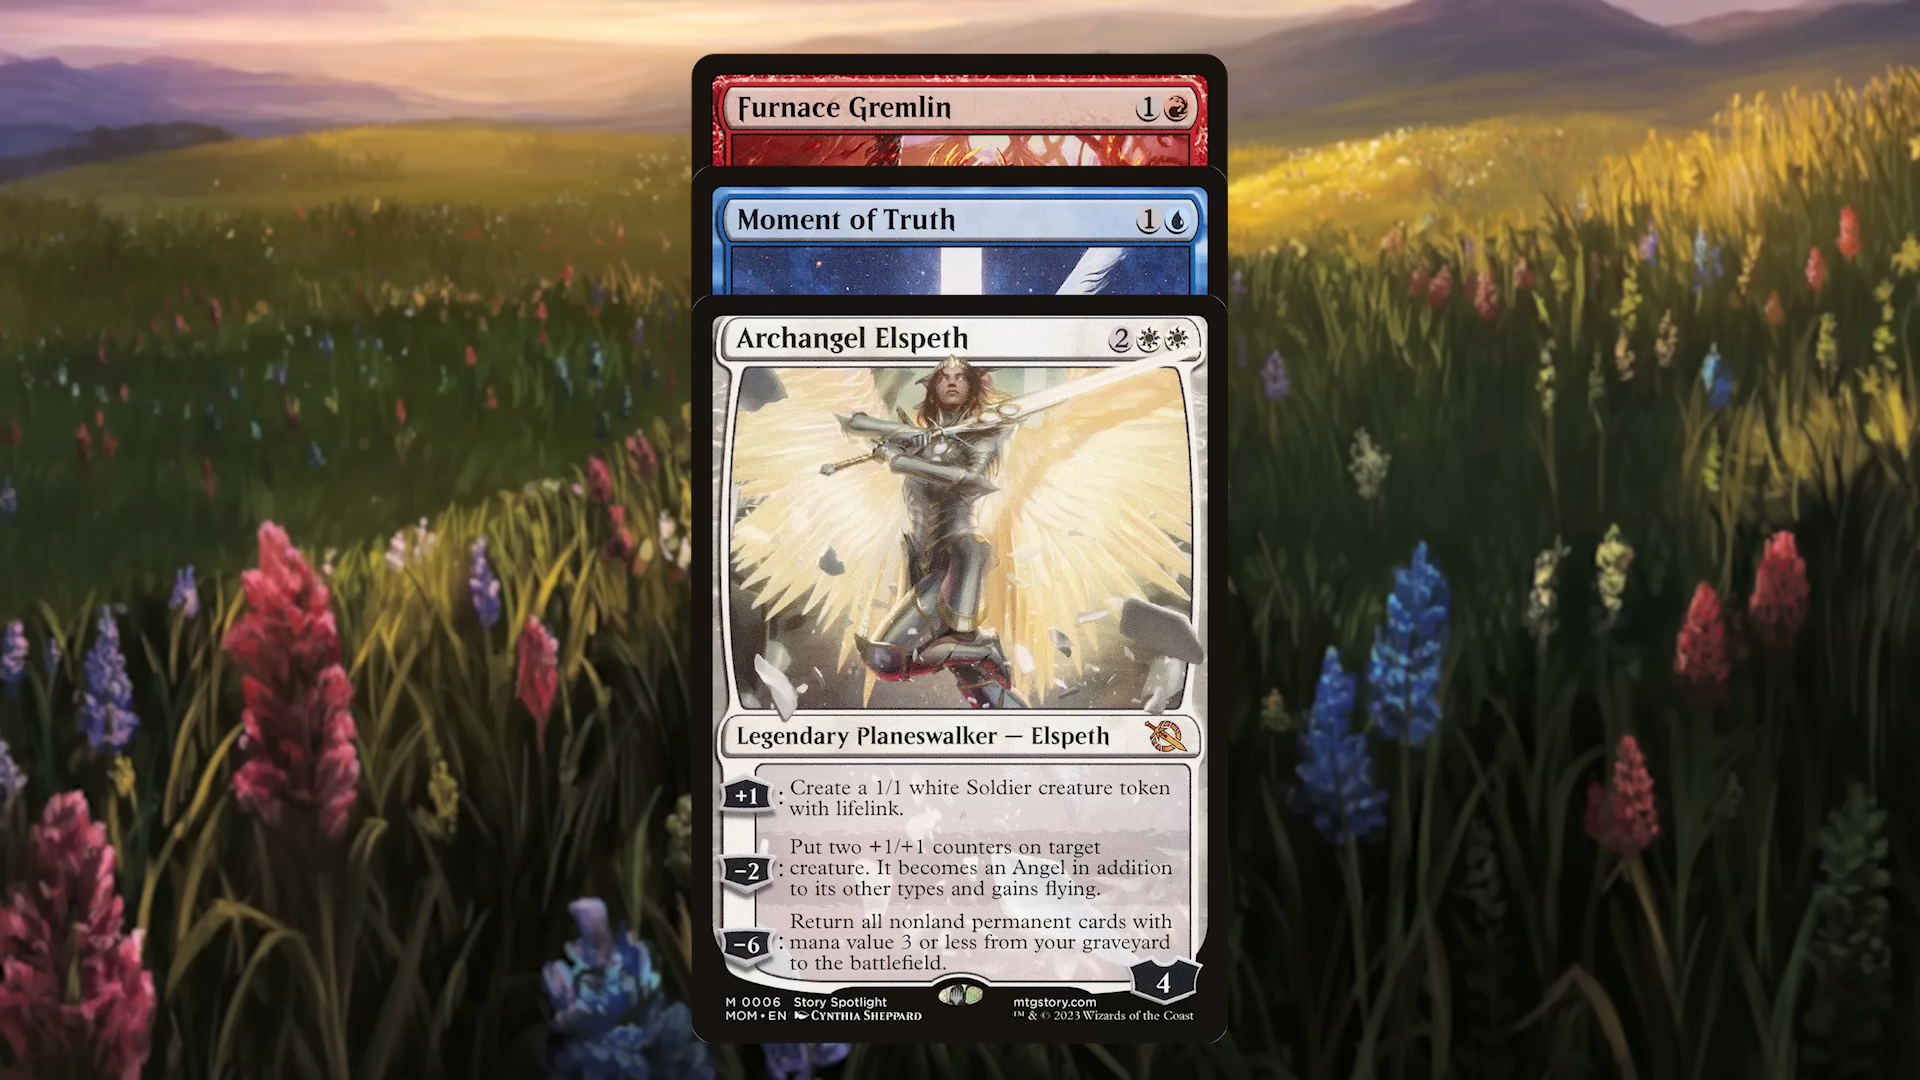 Furnace Gremlin 1
Moment of Truth 1
Archangel Elspeth 2
Legendary Planeswalker — Elspeth
+1 : Create a 1/1 white Soldier creature token
with lifelink.
Put two +1/+1 counters on target
−2 : creature. It becomes an Angel in addition
to its other types and gains flying.
Return all nonland permanent cards with
−6 : mana value 3 or less from your graveyard
to the battlefield.
4
M 0006 Story Spotlight mtgstory.com
MOM • EN CYNTHIA SHEPPARD ™ & © 2023 Wizards of the Coast